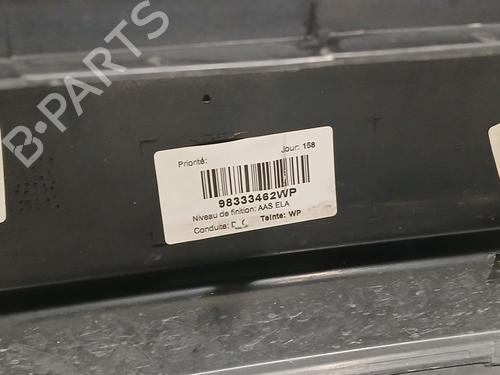 B-PARTS
Priorité: Jour: 158
98333462WP
Niveau de finition: AAS ELA
Conduite: Teinte: WP